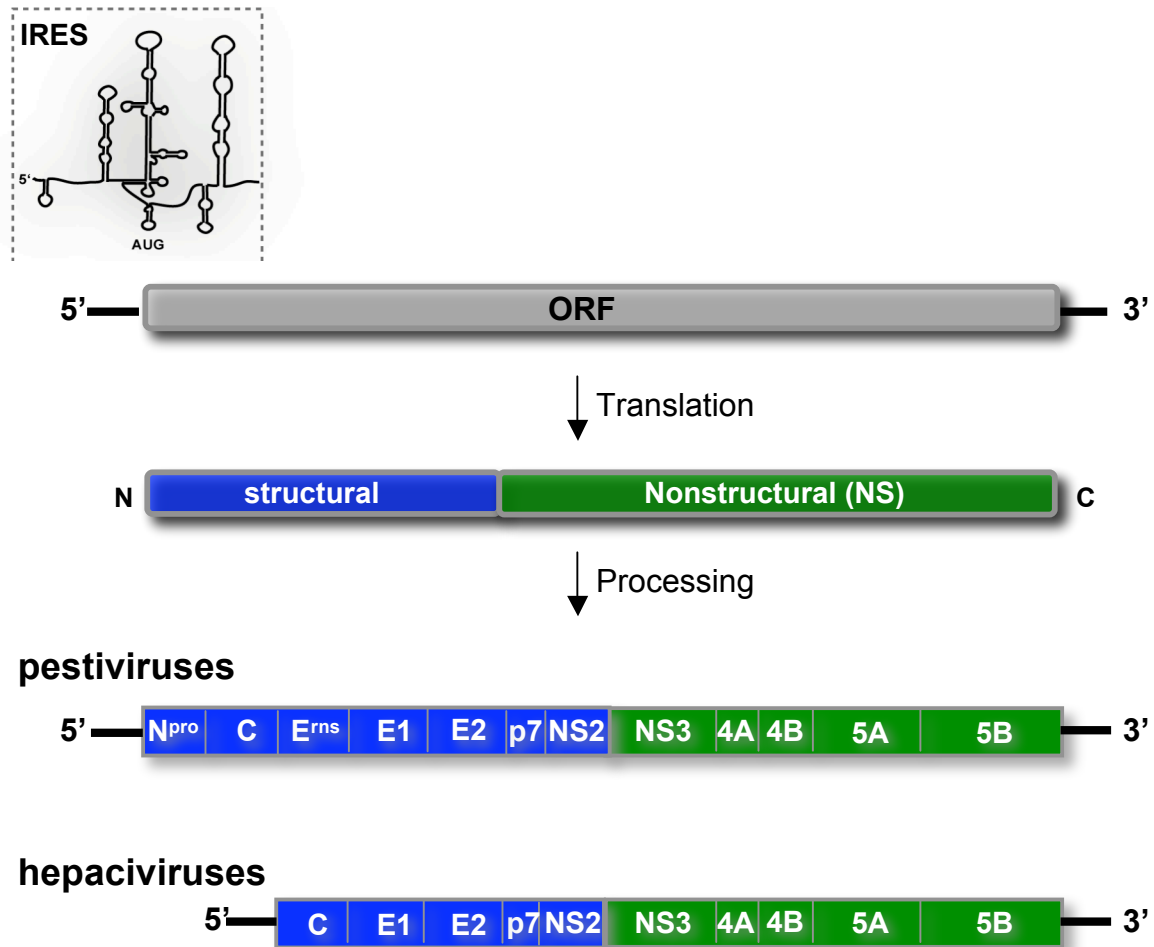 IRES
5'
AUG
5’ ORF 3’
Translation
N structural Nonstructural (NS) C
Processing
pestiviruses
5’ Npro C Erns E1 E2 p7 NS2 NS3 4A 4B 5A 5B 3’
hepaciviruses
5’ C E1 E2 p7 NS2 NS3 4A 4B 5A 5B 3’